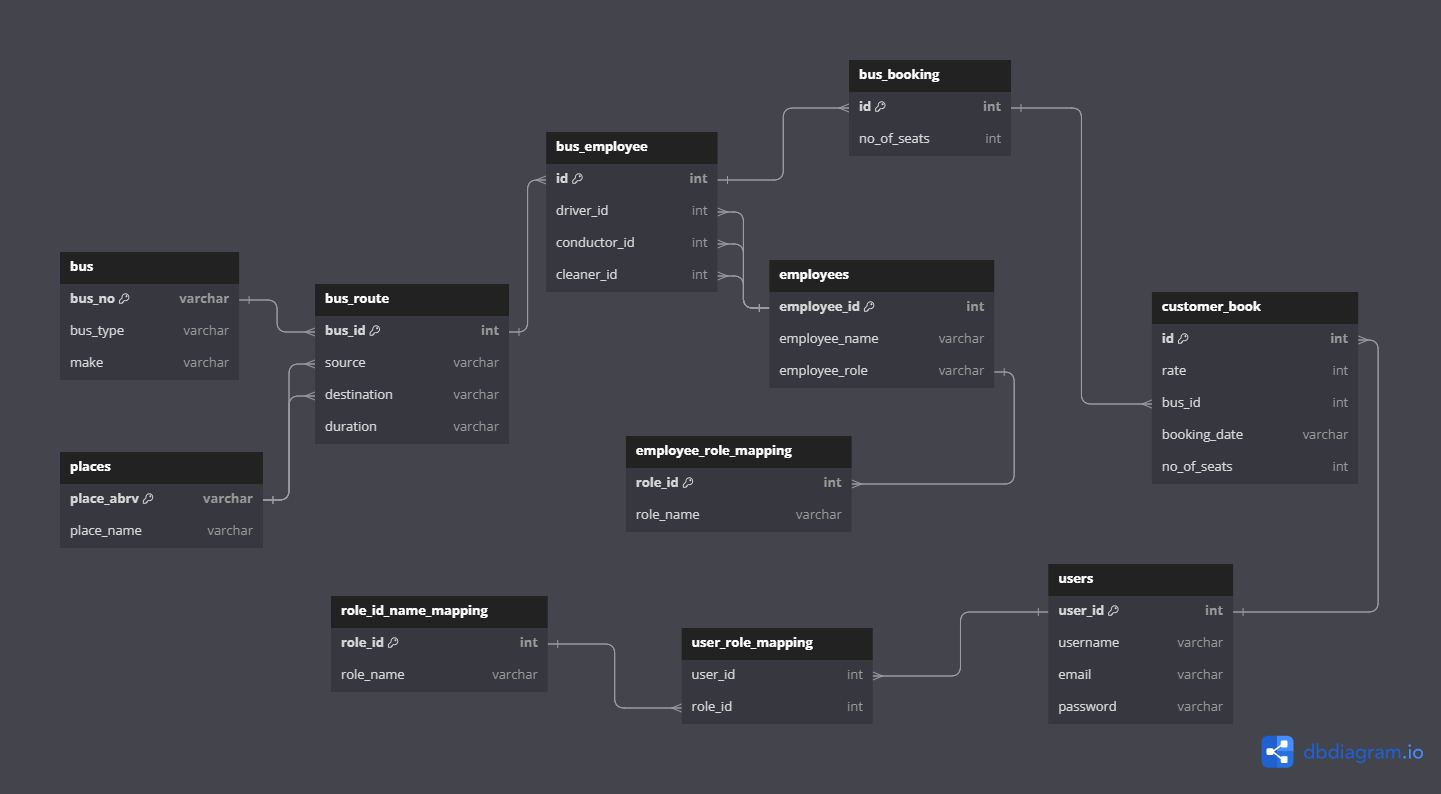 bus_booking
id int
no_of_seats int
bus_employee
id int
driver_id int
conductor_id int
cleaner_id int
bus
bus_no varchar
bus_type varchar
make varchar
bus_route
bus_id int
source varchar
destination varchar
duration varchar
employees
employee_id int
employee_name varchar
employee_role varchar
customer_book
id int
rate int
bus_id int
booking_date varchar
no_of_seats int
places
place_abrv varchar
place_name varchar
employee_role_mapping
role_id int
role_name varchar
role_id_name_mapping
role_id int
role_name varchar
user_role_mapping
user_id int
role_id int
users
user_id int
username varchar
email varchar
password varchar
dbdiagram.io